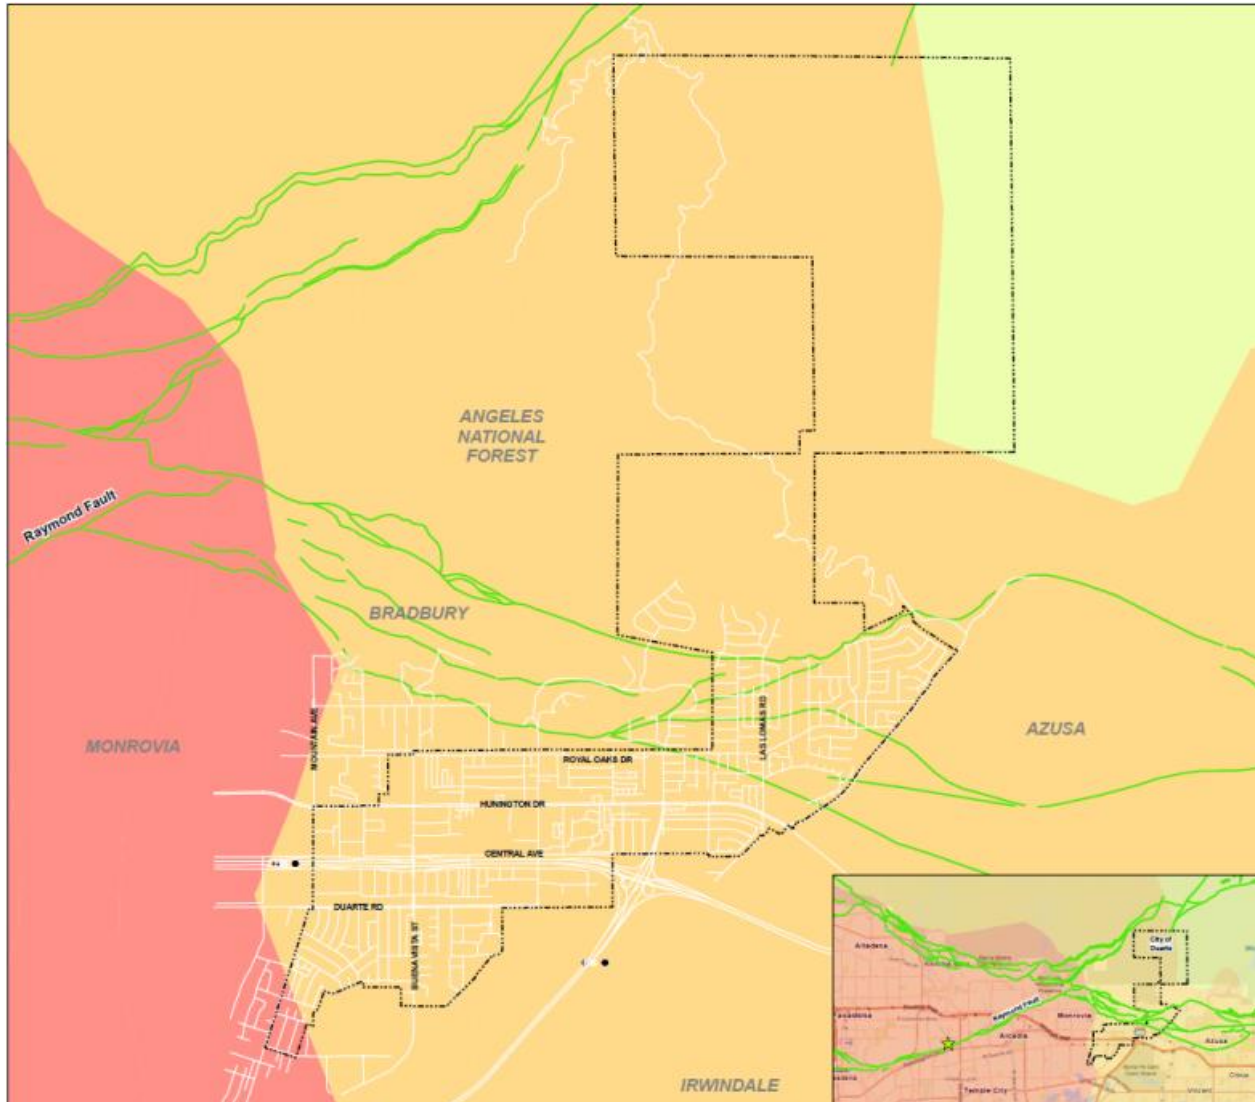 ANGELES
NATIONAL
FOREST
Raymond Fault
BRADBURY
MONROVIA
MOUNTAIN AVE
LAS LOMAS RD
AZUSA
ROYAL OAKS DR
HUNINGTON DR
CENTRAL AVE
DUARTE RD
BUENA VISTA ST
IRWINDALE
City of
Duarte
Altadena
Raymond Fault
Monrovia
Arcadia
Azusa
Temple City
Vincent